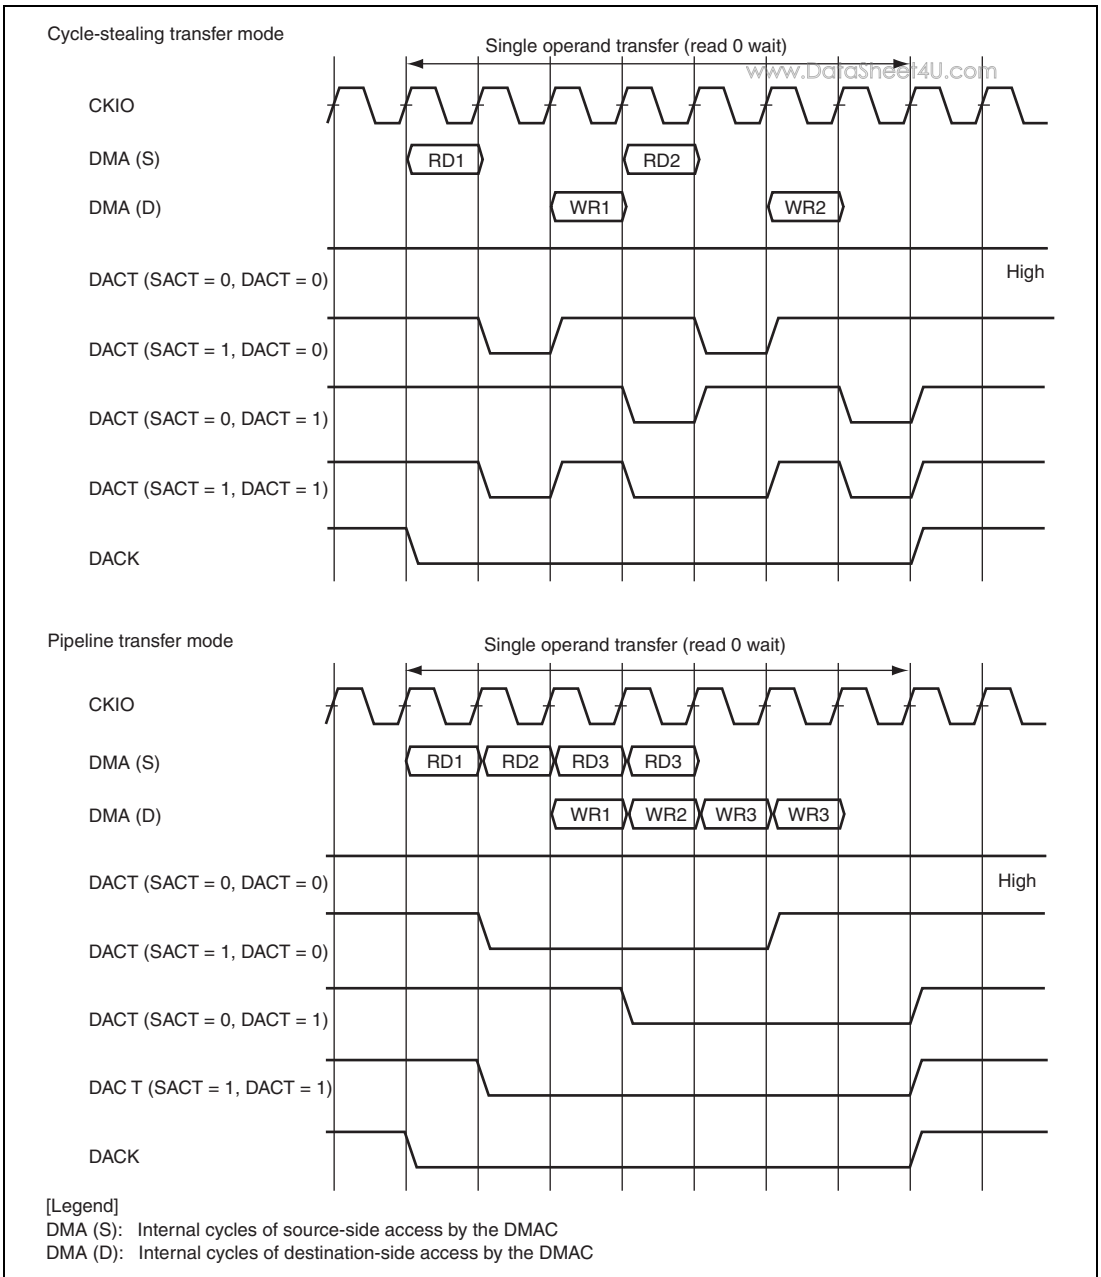 Cycle-stealing transfer mode
Single operand transfer (read 0 wait)
www.DataSheet4U.com
CKIO
DMA (S)
RD1
RD2
DMA (D)
WR1
WR2
DACT (SACT = 0, DACT = 0)
High
DACT (SACT = 1, DACT = 0)
DACT (SACT = 0, DACT = 1)
DACT (SACT = 1, DACT = 1)
DACK
Pipeline transfer mode
Single operand transfer (read 0 wait)
CKIO
DMA (S)
RD1
RD2
RD3
RD3
DMA (D)
WR1
WR2
WR3
WR3
DACT (SACT = 0, DACT = 0)
High
DACT (SACT = 1, DACT = 0)
DACT (SACT = 0, DACT = 1)
DAC T (SACT = 1, DACT = 1)
DACK
[Legend]
DMA (S): Internal cycles of source-side access by the DMAC
DMA (D): Internal cycles of destination-side access by the DMAC